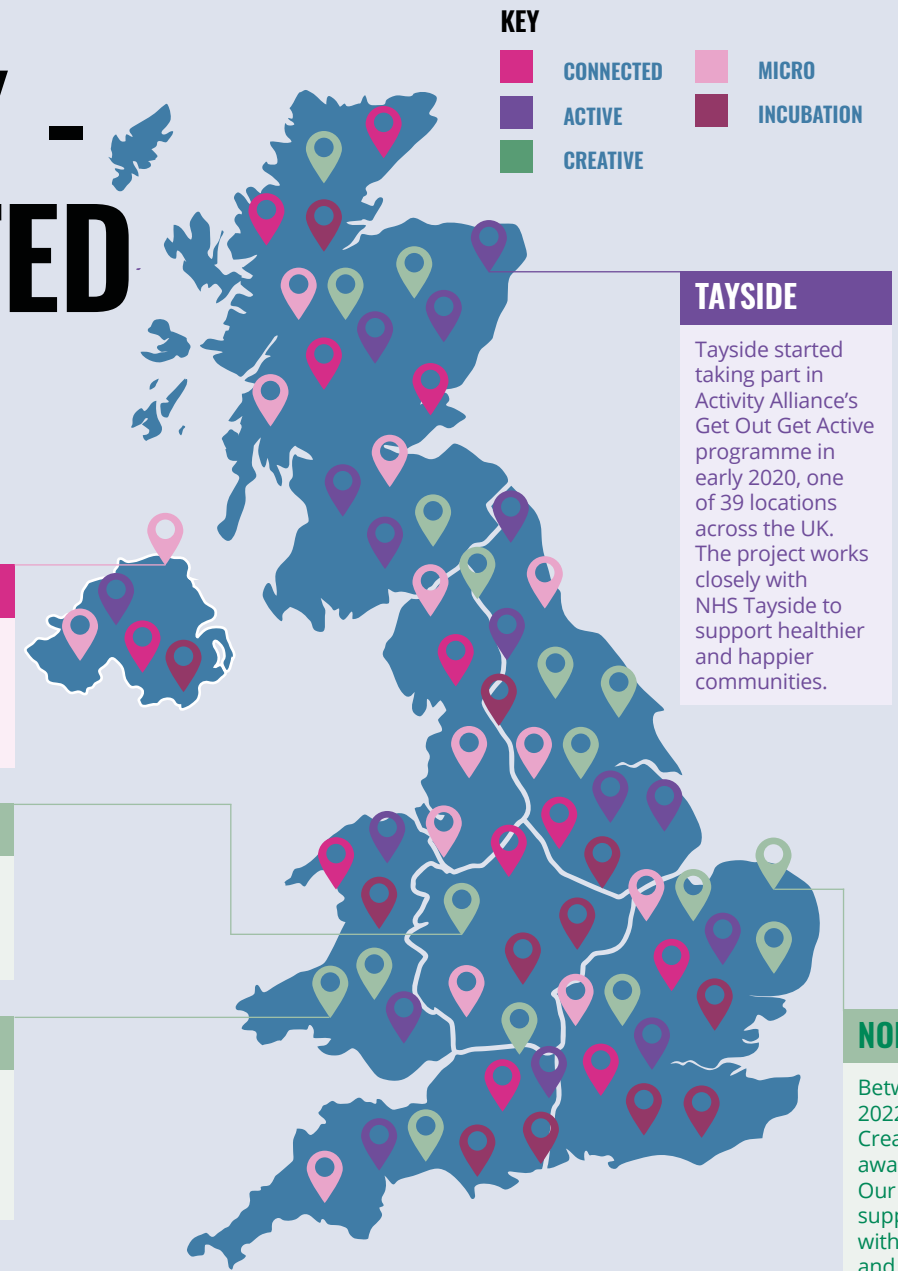 KEY
CONNECTED
ACTIVE
CREATIVE
MICRO
INCUBATION
TAYSIDE
Tayside started
taking part in
Activity Alliance’s
Get Out Get Active
programme in
early 2020, one
of 39 locations
across the UK.
The project works
closely with
NHS Tayside to
support healthier
and happier
communities.
Our
and